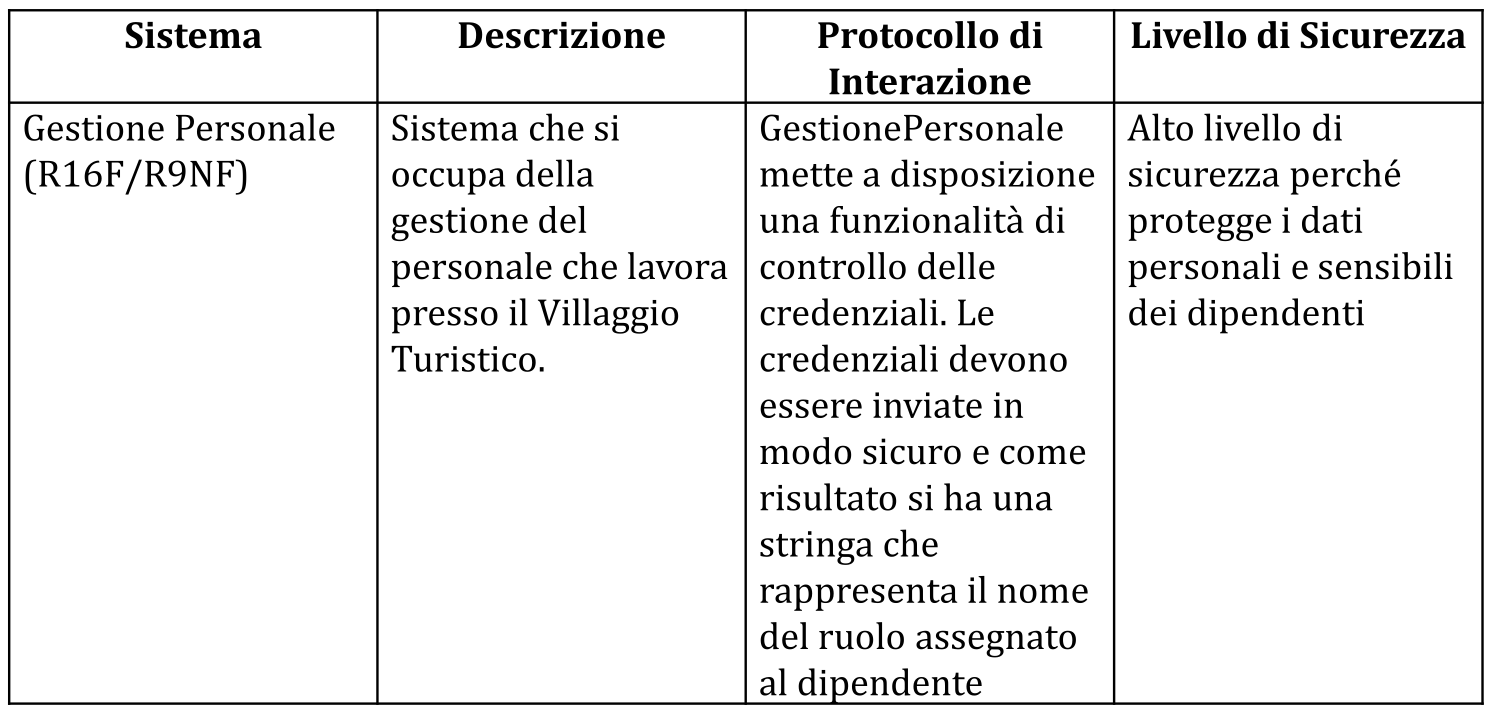 Sistema
Descrizione
Protocollo di
Interazione
Livello di Sicurezza
Gestione Personale
(R16F/R9NF)
Sistema che si
occupa della
gestione del
personale che lavora
presso il Villaggio
Turistico.
GestionePersonale
mette a disposizione
una funzionalità di
controllo delle
credenziali. Le
credenziali devono
essere inviate in
modo sicuro e come
risultato si ha una
stringa che
rappresenta il nome
del ruolo assegnato
al dipendente
Alto livello di
sicurezza perché
protegge i dati
personali e sensibili
dei dipendenti